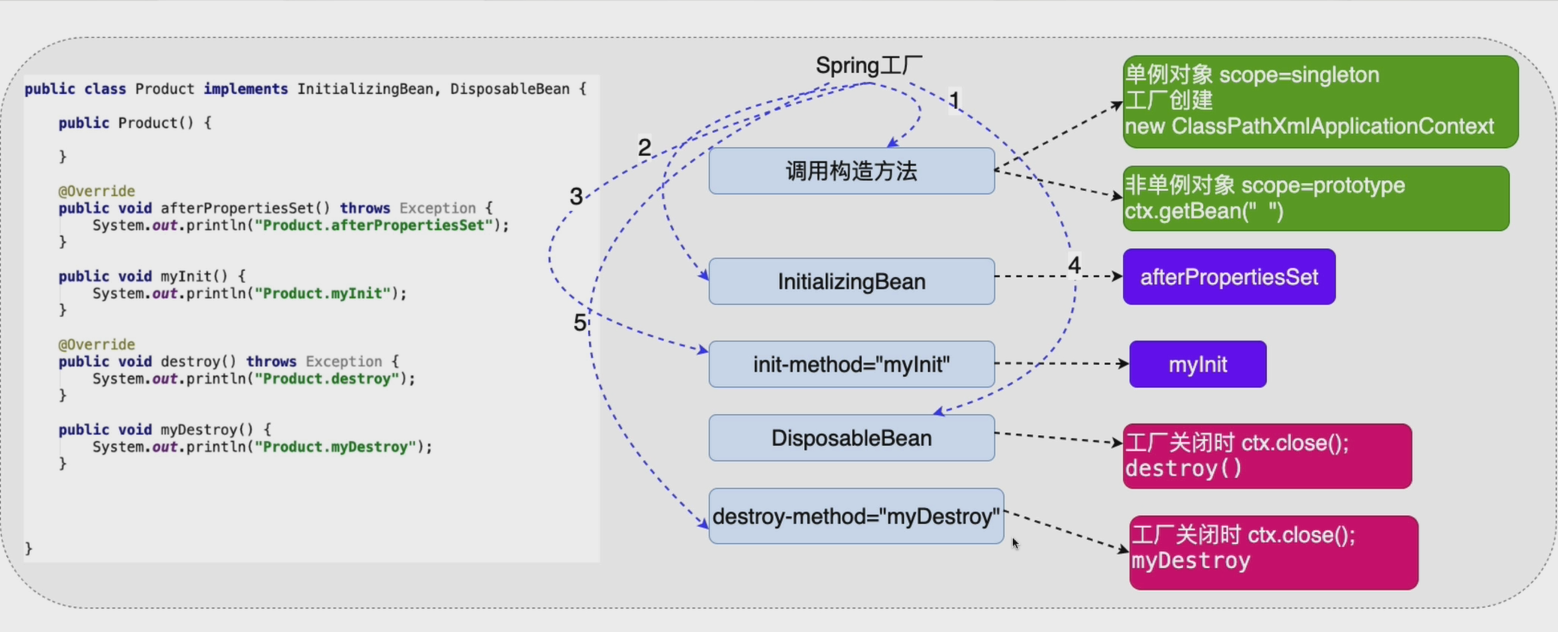 public class Product implements InitializingBean, DisposableBean {
public Product() {
}
@Override
public void afterPropertiesSet() throws Exception {
System.out.println("Product.afterPropertiesSet");
}
public void myInit() {
System.out.println("Product.myInit");
}
@Override
public void destroy() throws Exception {
System.out.println("Product.destroy");
}
public void myDestroy() {
System.out.println("Product.myDestroy");
}
}
Spring工厂
1
2
3
4
5
调用构造方法
InitializingBean
init-method="myInit"
DisposableBean
destroy-method="myDestroy"
单例对象 scope=singleton
工厂创建
new ClassPathXmlApplicationContext
非单例对象 scope=prototype
ctx.getBean(" ")
afterPropertiesSet
myInit
工厂关闭时 ctx.close();
destroy()
工厂关闭时 ctx.close();
myDestroy